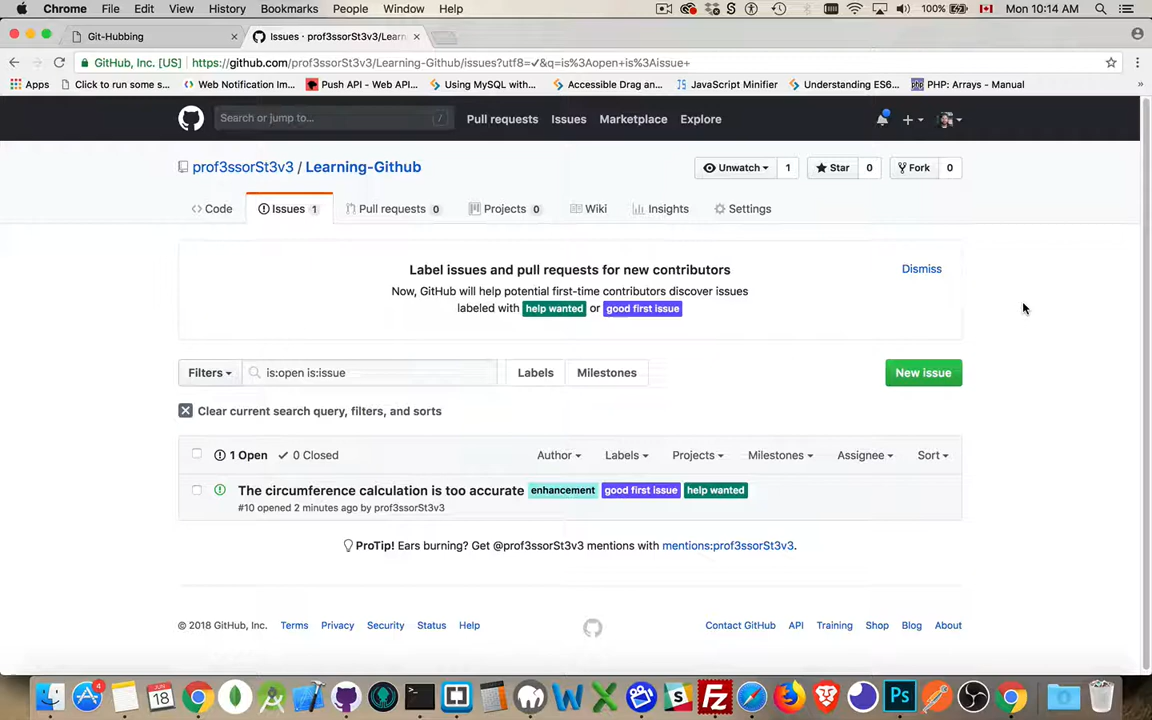 Chrome File Edit View History Bookmarks People Window Help 100% Mon 10:14 AM
Git-Hubbing × Issues · prof3ssorSt3v3/Learn ×
GitHub, Inc. [US] https://github.com/prof3ssorSt3v3/Learning-Github/issues?utf8=✓&q=is%3Aopen+is%3Aissue+
Apps Click to run some s... Web Notification Im... Push API - Web API... Using MySQL with... Accessible Drag an... JavaScript Minifier Understanding ES6... PHP: Arrays - Manual »
Search or jump to... / Pull requests Issues Marketplace Explore
prof3ssorSt3v3 / Learning-Github Unwatch 1 Star 0 Fork 0
Code Issues 1 Pull requests 0 Projects 0 Wiki Insights Settings
Label issues and pull requests for new contributors Dismiss
Now, GitHub will help potential first-time contributors discover issues
labeled with help wanted or good first issue
Filters is:open is:issue Labels Milestones New issue
Clear current search query, filters, and sorts
1 Open 0 Closed Author Labels Projects Milestones Assignee Sort
The circumference calculation is too accurate enhancement good first issue help wanted
#10 opened 2 minutes ago by prof3ssorSt3v3
ProTip! Ears burning? Get @prof3ssorSt3v3 mentions with mentions:prof3ssorSt3v3.
© 2018 GitHub, Inc. Terms Privacy Security Status Help Contact GitHub API Training Shop Blog About
4 JUN 18 W X S FZ Ps